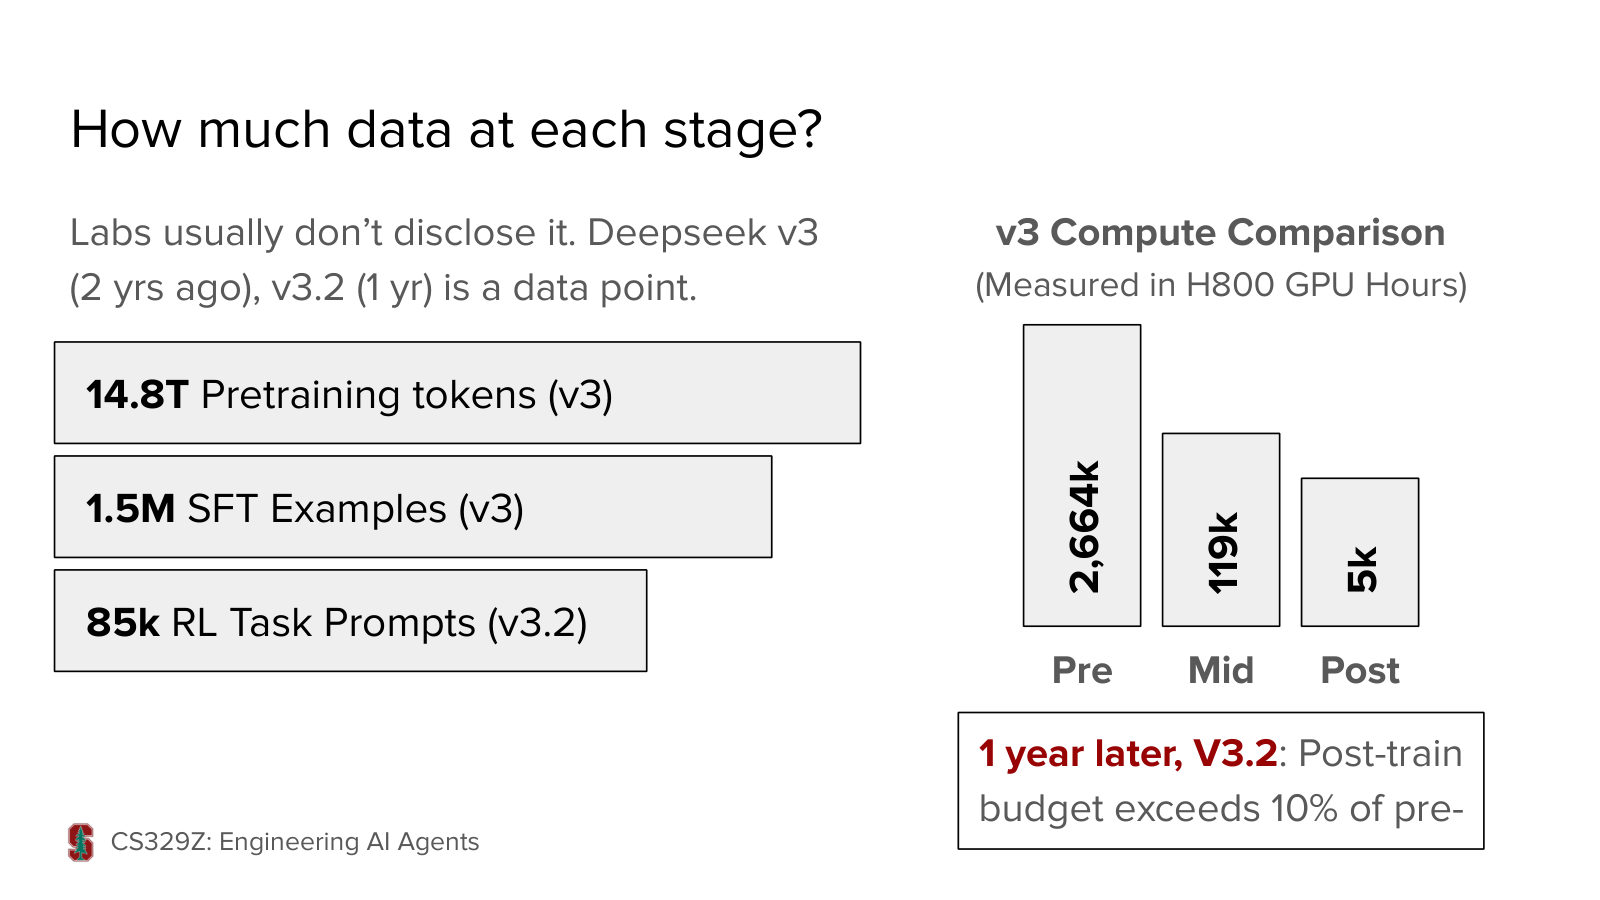 How much data at each stage?
Labs usually don’t disclose it. Deepseek v3
(2 yrs ago), v3.2 (1 yr) is a data point.
14.8T Pretraining tokens (v3)
1.5M SFT Examples (v3)
85k RL Task Prompts (v3.2)
v3 Compute Comparison
(Measured in H800 GPU Hours)
2,664k
119k
5k
Pre
Mid
Post
1 year later, V3.2: Post-train
budget exceeds 10% of pre-
CS329Z: Engineering AI Agents